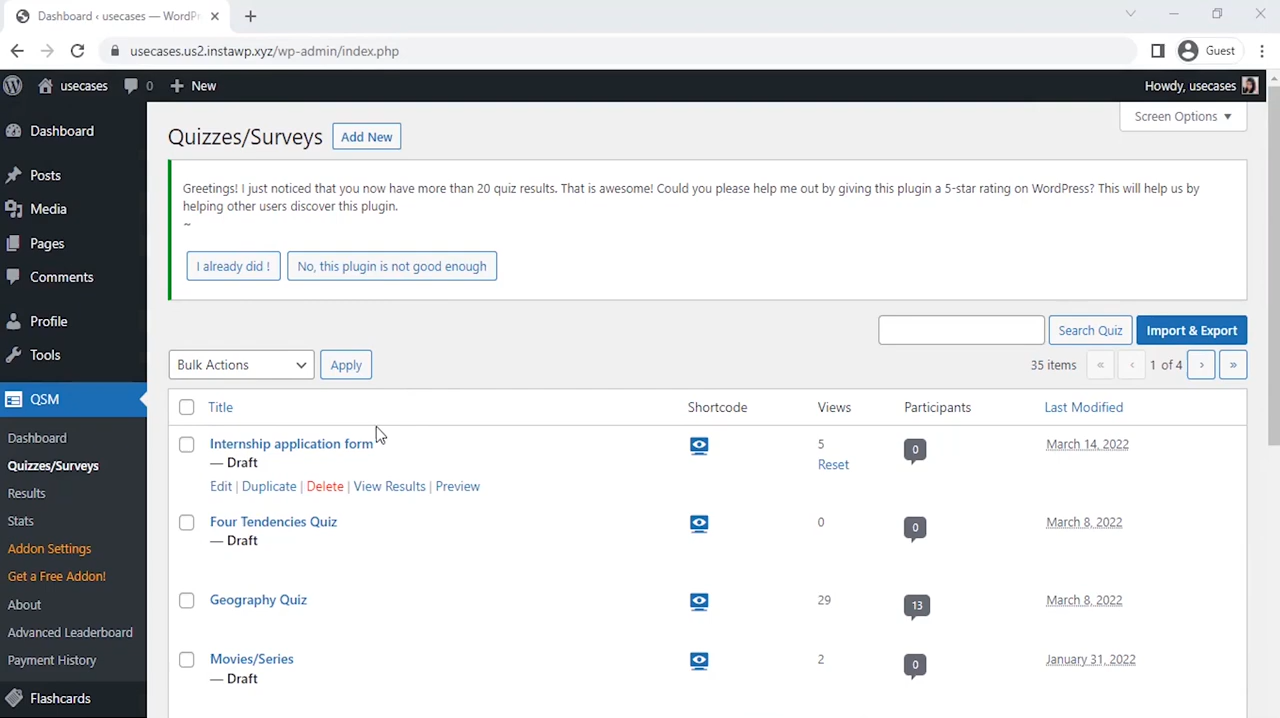 Dashboard ‹ usecases — WordPr
usecases.us2.instawp.xyz/wp-admin/index.php
Guest
usecases 0 New
Howdy, usecases
Dashboard
Posts
Media
Pages
Comments
Profile
Tools
QSM
Dashboard
Quizzes/Surveys
Results
Stats
Addon Settings
Get a Free Addon!
About
Advanced Leaderboard
Payment History
Flashcards
Screen Options ▼
Quizzes/Surveys Add New
Greetings! I just noticed that you now have more than 20 quiz results. That is awesome! Could you please help me out by giving this plugin a 5-star rating on WordPress? This will help us by
helping other users discover this plugin.
~
I already did ! No, this plugin is not good enough
Search Quiz Import & Export
Bulk Actions Apply 35 items « ‹ 1 of 4 › »
Title Shortcode Views Participants Last Modified
Internship application form 5 0 March 14, 2022
— Draft Reset
Edit | Duplicate | Delete | View Results | Preview
Four Tendencies Quiz 0 0 March 8, 2022
— Draft
Geography Quiz 29 13 March 8, 2022
Movies/Series 2 0 January 31, 2022
— Draft